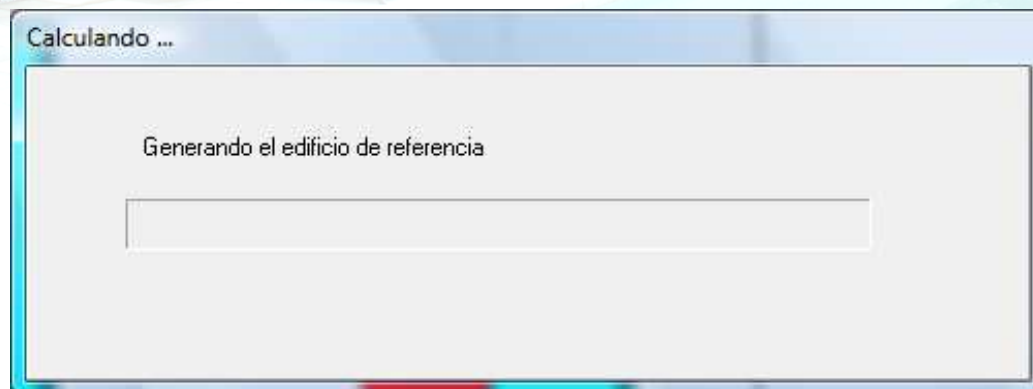 Calculando ...
Generando el edificio de referencia